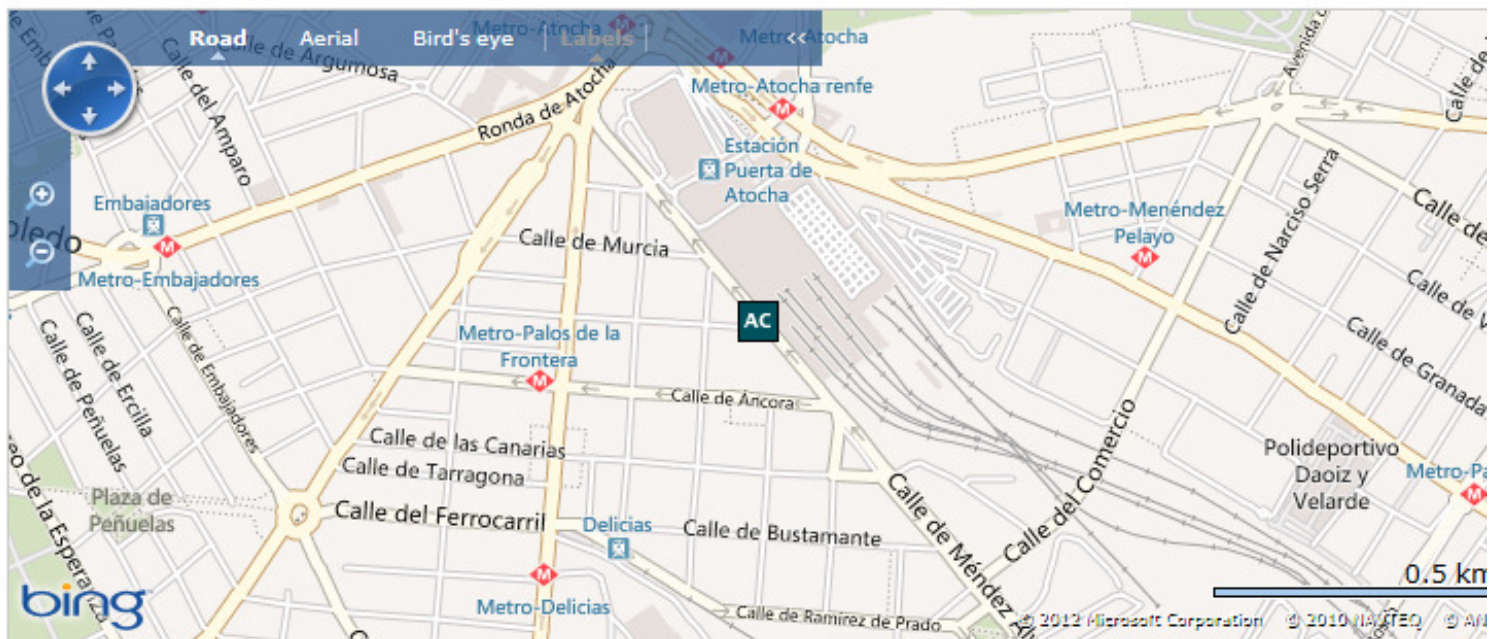 Road Aerial Bird's eye Labels <<
Metro-Atocha
Metro-Atocha
Calle de Argumosa
Calle del Amparo
Metro-Atocha renfe
Ronda de Atocha
Estación
Puerta de
Atocha
Embajadores
Metro-Embajadores
Calle de Murcia
Metro-Menéndez
Pelayo
Calle de Narciso Serra
AC
Metro-Palos de la
Frontera
Calle de Ercilla
Calle de Peñuelas
Calle de Embajadores
Calle de Áncora
Calle de Granada
Calle de las Canarias
Calle de Tarragona
Calle del Comercio
Polideportivo
Daoiz y
Velarde
Plaza de
Peñuelas
Calle del Ferrocarril
Delicias
Calle de Bustamante
Calle de Méndez
Metro-Delicias
Calle de Ramírez de Prado
0.5 km
bing
© 2012 Microsoft Corporation © 2010 NAVTEQ © AN